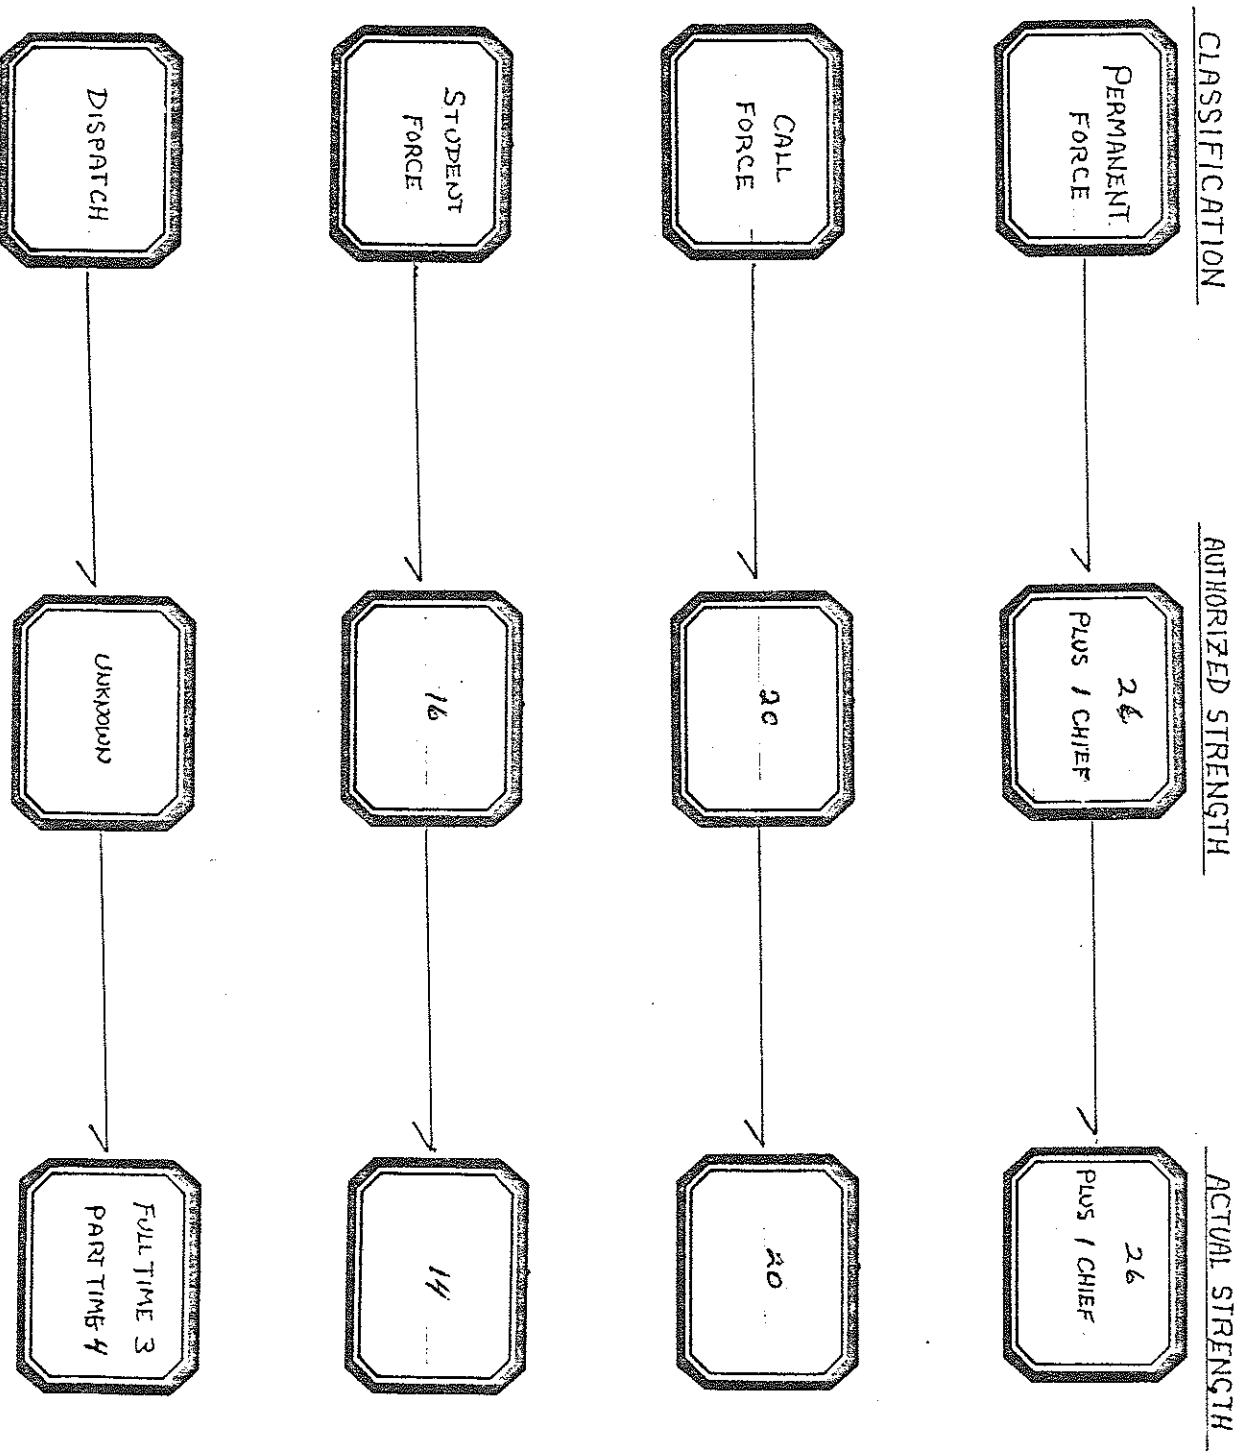 CLASSIFICATION
AUTHORIZED STRENGTH
ACTUAL STRENGTH
PERMANENT
FORCE
26
PLUS 1 CHIEF
26
PLUS 1 CHIEF
CALL
FORCE
20
20
STUDENT
FORCE
16
14
DISPATCH
UNKNOWN
FULL TIME 3
PART TIME 4